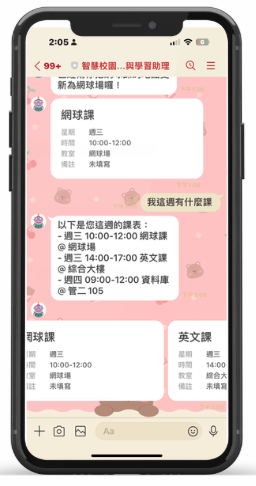 2:05
99+ 智慧校園...與學習助理
新為網球場囉！
網球課
星期 週三
時間 10:00-12:00
教室 網球場
備註 未填寫
我這週有什麼課
以下是您這週的課表：
- 週三 10:00-12:00 網球課
@ 網球場
- 週三 14:00-17:00 英文課
@ 綜合大樓
- 週四 09:00-12:00 資料庫
@ 管二 105
網球課
期 週三
間 10:00-12:00
室 網球場
註 未填寫
英文課
星期 週三
時間 14:00
教室 綜合大
備註 未填寫
Aa